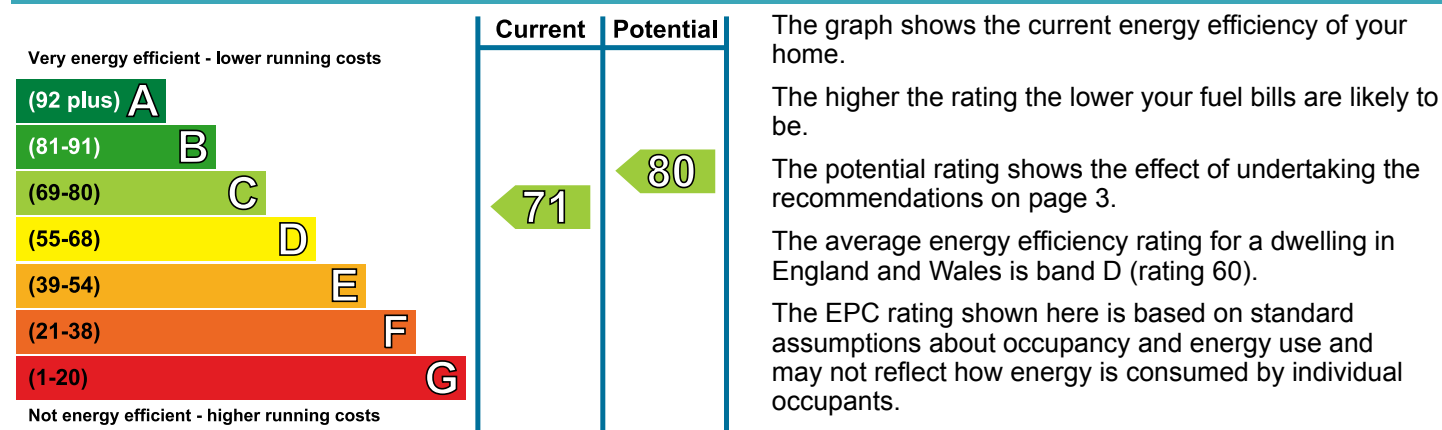 Current Potential
Very energy efficient - lower running costs
(92 plus) A
(81-91) B
(69-80) C
(55-68) D
(39-54) E
(21-38) F
(1-20) G
Not energy efficient - higher running costs
71
80
The graph shows the current energy efficiency of your
home.
The higher the rating the lower your fuel bills are likely to
be.
The potential rating shows the effect of undertaking the
recommendations on page 3.
The average energy efficiency rating for a dwelling in
England and Wales is band D (rating 60).
The EPC rating shown here is based on standard
assumptions about occupancy and energy use and
may not reflect how energy is consumed by individual
occupants.